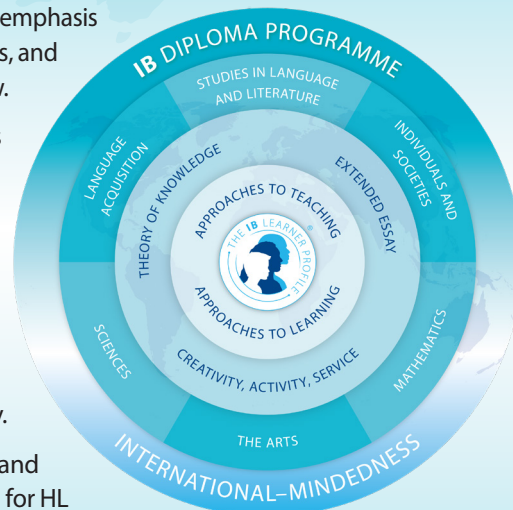 emphasis
s, and
.
s
.
and
for HL
IB DIPLOMA PROGRAMME
STUDIES IN LANGUAGE
AND LITERATURE
LANGUAGE
ACQUISITION
INDIVIDUALS AND
SOCIETIES
THEORY OF KNOWLEDGE
EXTENDED ESSAY
APPROACHES TO TEACHING
THE IB LEARNER PROFILE
®
APPROACHES TO LEARNING
CREATIVITY, ACTIVITY, SERVICE
SCIENCES
MATHEMATICS
THE ARTS
INTERNATIONAL–MINDEDNESS